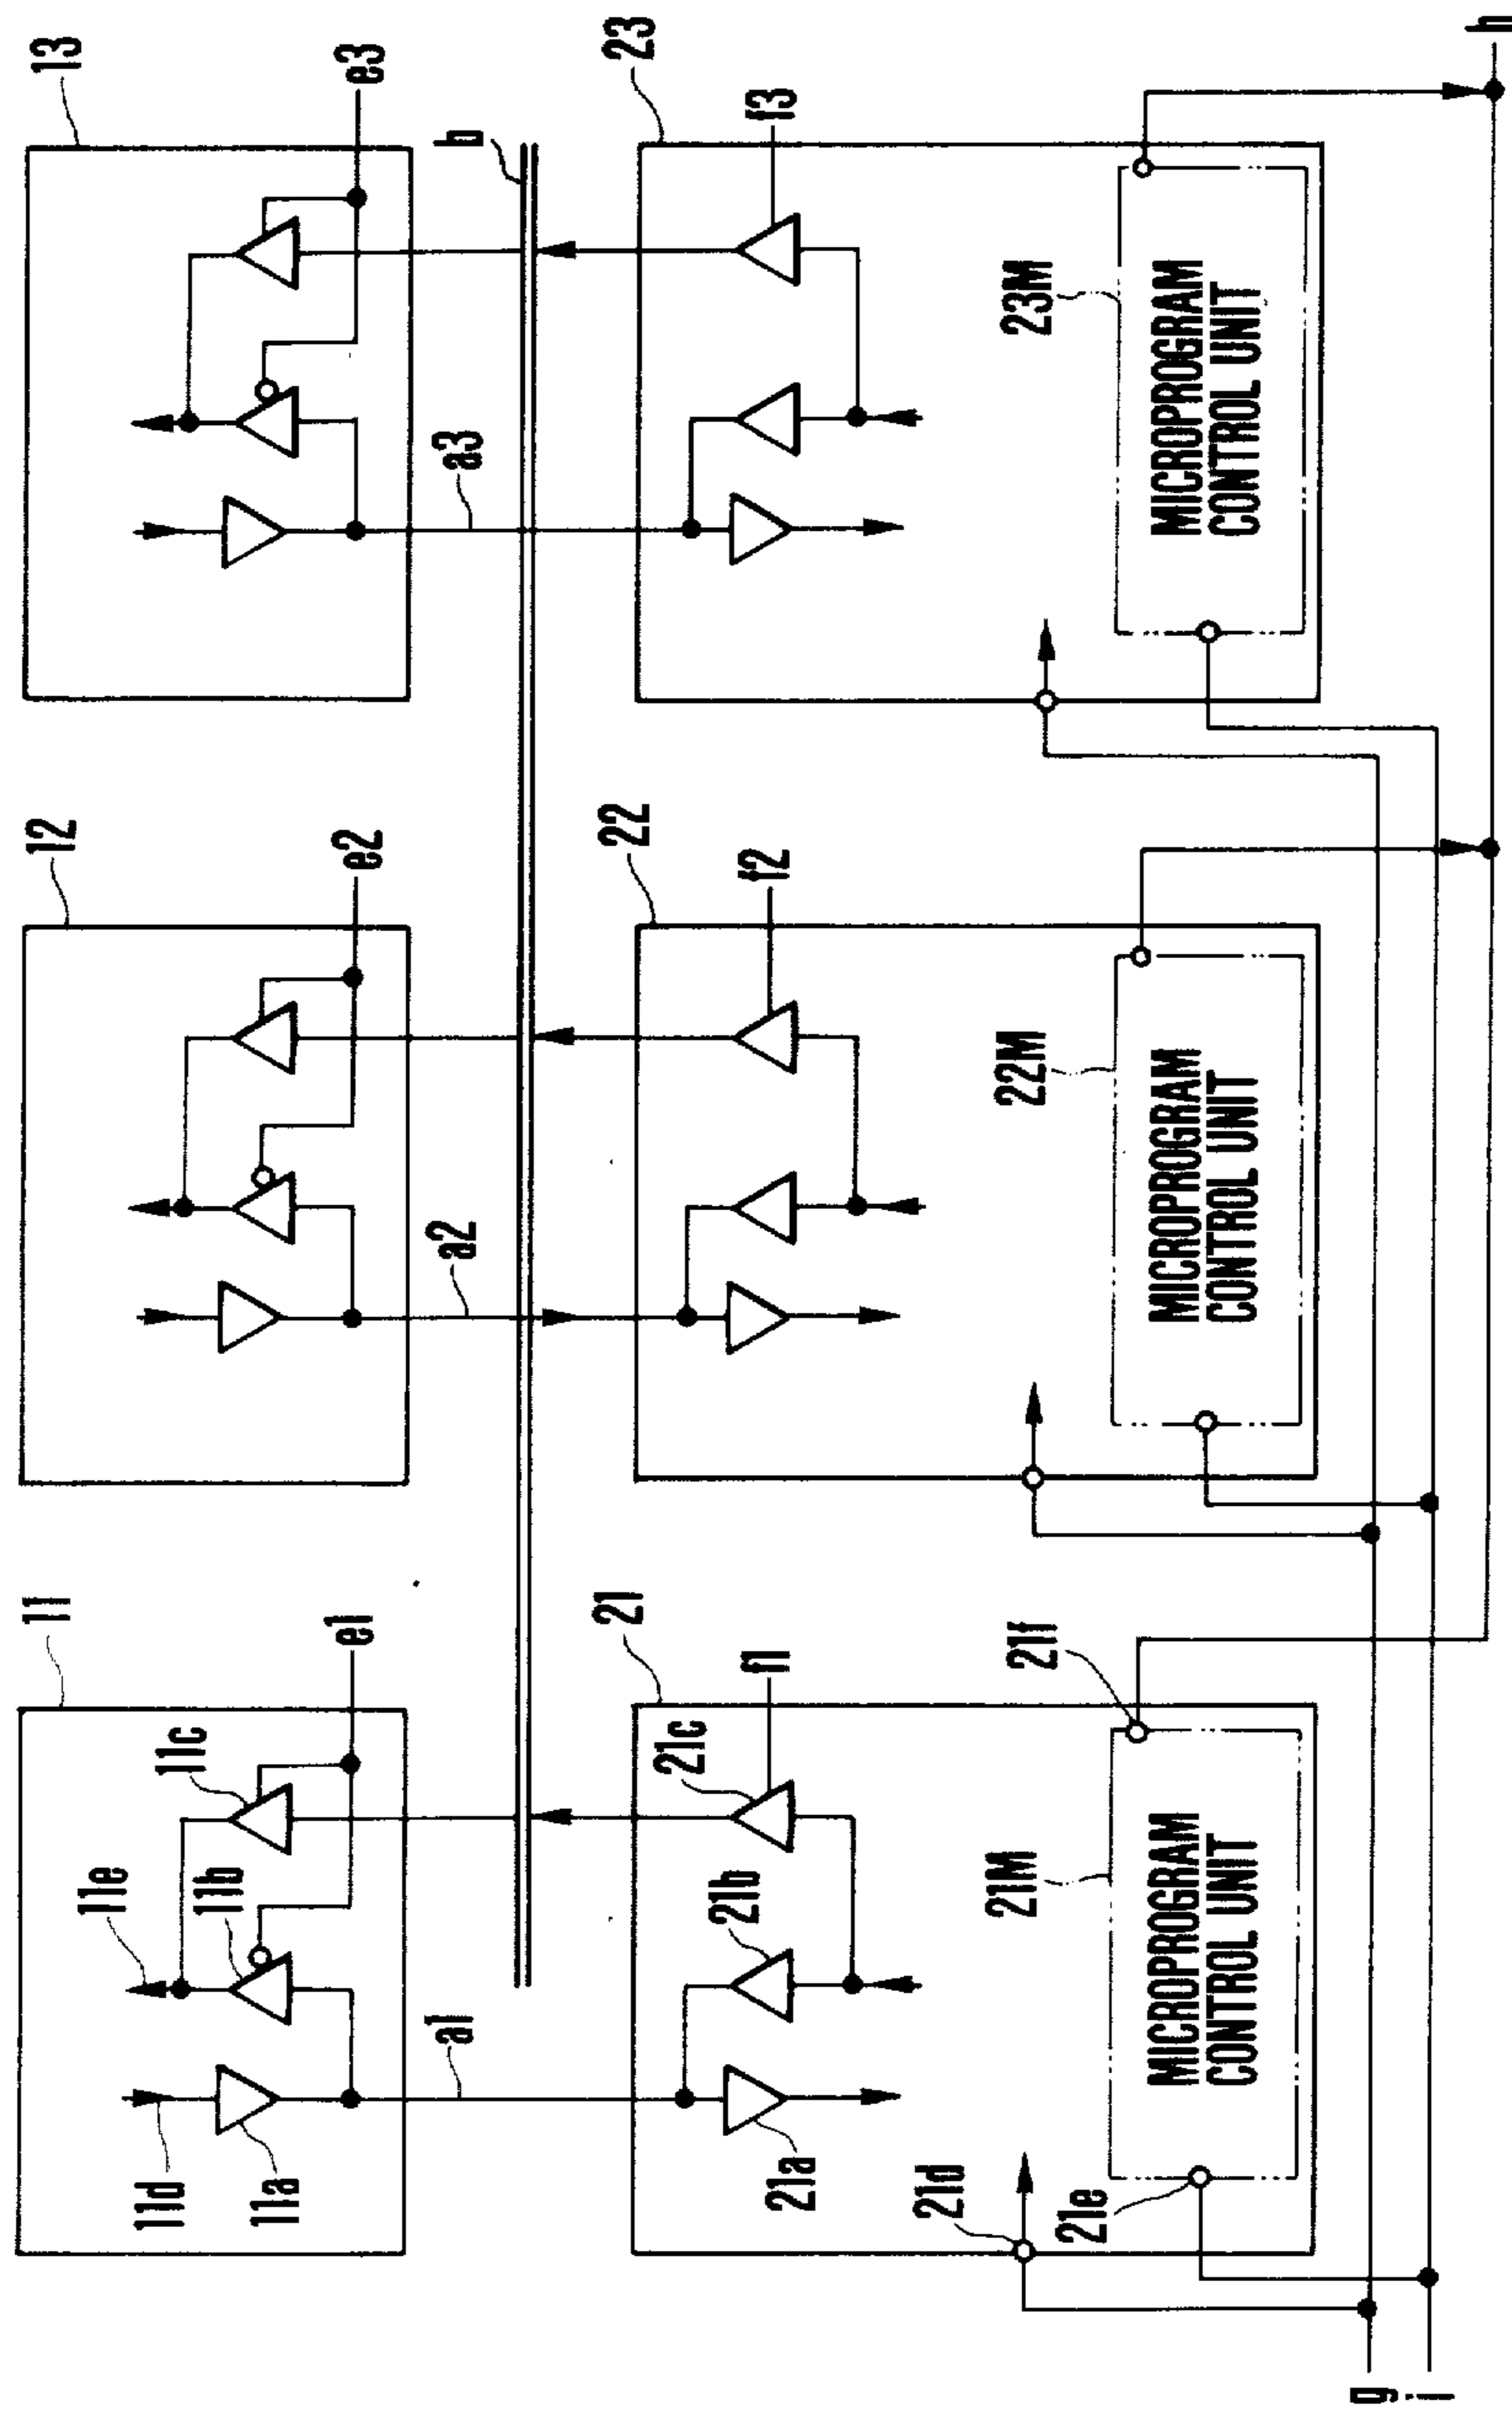 11
12
13
11e
11c
e1
e2
e3
11d
11b
11a
a1
a2
a3
b
21
22
23
f1
f2
f3
21c
21b
21a
21d
21M
21f
22M
23M
21e
MICROPROGRAM
CONTROL UNIT
MICROPROGRAM
CONTROL UNIT
MICROPROGRAM
CONTROL UNIT
g
i
h